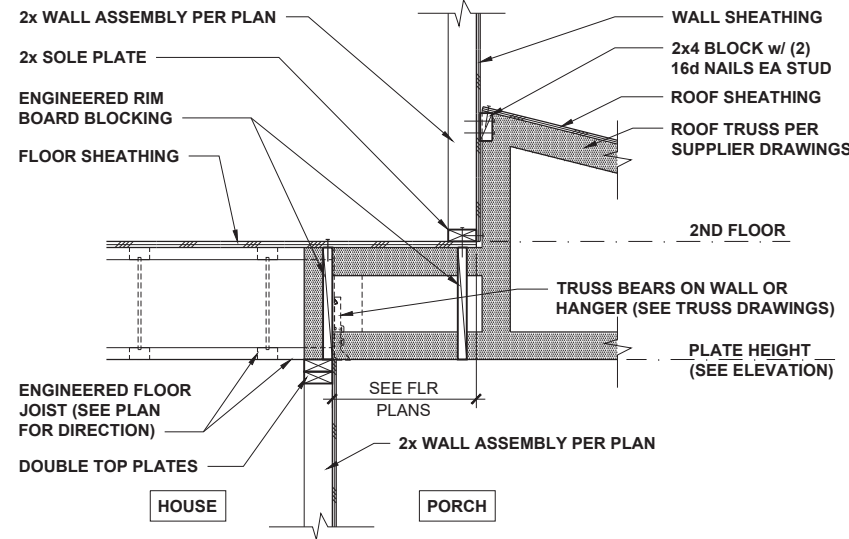 2x WALL ASSEMBLY PER PLAN
2x SOLE PLATE
ENGINEERED RIM
BOARD BLOCKING
FLOOR SHEATHING
WALL SHEATHING
2x4 BLOCK w/ (2)
16d NAILS EA STUD
ROOF SHEATHING
ROOF TRUSS PER
SUPPLIER DRAWINGS
2ND FLOOR
TRUSS BEARS ON WALL OR
HANGER (SEE TRUSS DRAWINGS)
PLATE HEIGHT
(SEE ELEVATION)
ENGINEERED FLOOR
JOIST (SEE PLAN
FOR DIRECTION)
DOUBLE TOP PLATES
SEE FLR
PLANS
2x WALL ASSEMBLY PER PLAN
HOUSE
PORCH